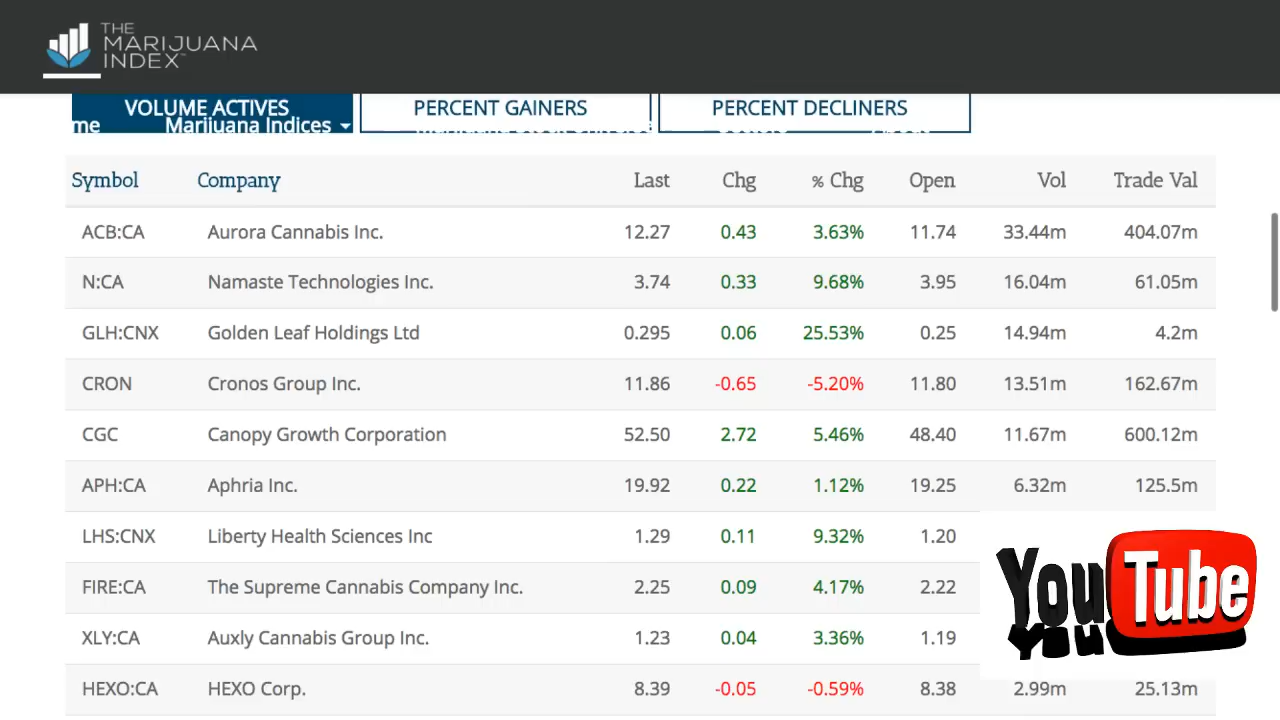 THE
MARIJUANA
INDEX™
VOLUME ACTIVES PERCENT GAINERS PERCENT DECLINERS
me Marijuana Indices
Symbol Company Last Chg % Chg Open Vol Trade Val
ACB:CA Aurora Cannabis Inc. 12.27 0.43 3.63% 11.74 33.44m 404.07m
N:CA Namaste Technologies Inc. 3.74 0.33 9.68% 3.95 16.04m 61.05m
GLH:CNX Golden Leaf Holdings Ltd 0.295 0.06 25.53% 0.25 14.94m 4.2m
CRON Cronos Group Inc. 11.86 -0.65 -5.20% 11.80 13.51m 162.67m
CGC Canopy Growth Corporation 52.50 2.72 5.46% 48.40 11.67m 600.12m
APH:CA Aphria Inc. 19.92 0.22 1.12% 19.25 6.32m 125.5m
LHS:CNX Liberty Health Sciences Inc 1.29 0.11 9.32% 1.20
FIRE:CA The Supreme Cannabis Company Inc. 2.25 0.09 4.17% 2.22
XLY:CA Auxly Cannabis Group Inc. 1.23 0.04 3.36% 1.19
YouTube
HEXO:CA HEXO Corp. 8.39 -0.05 -0.59% 8.38 2.99m 25.13m